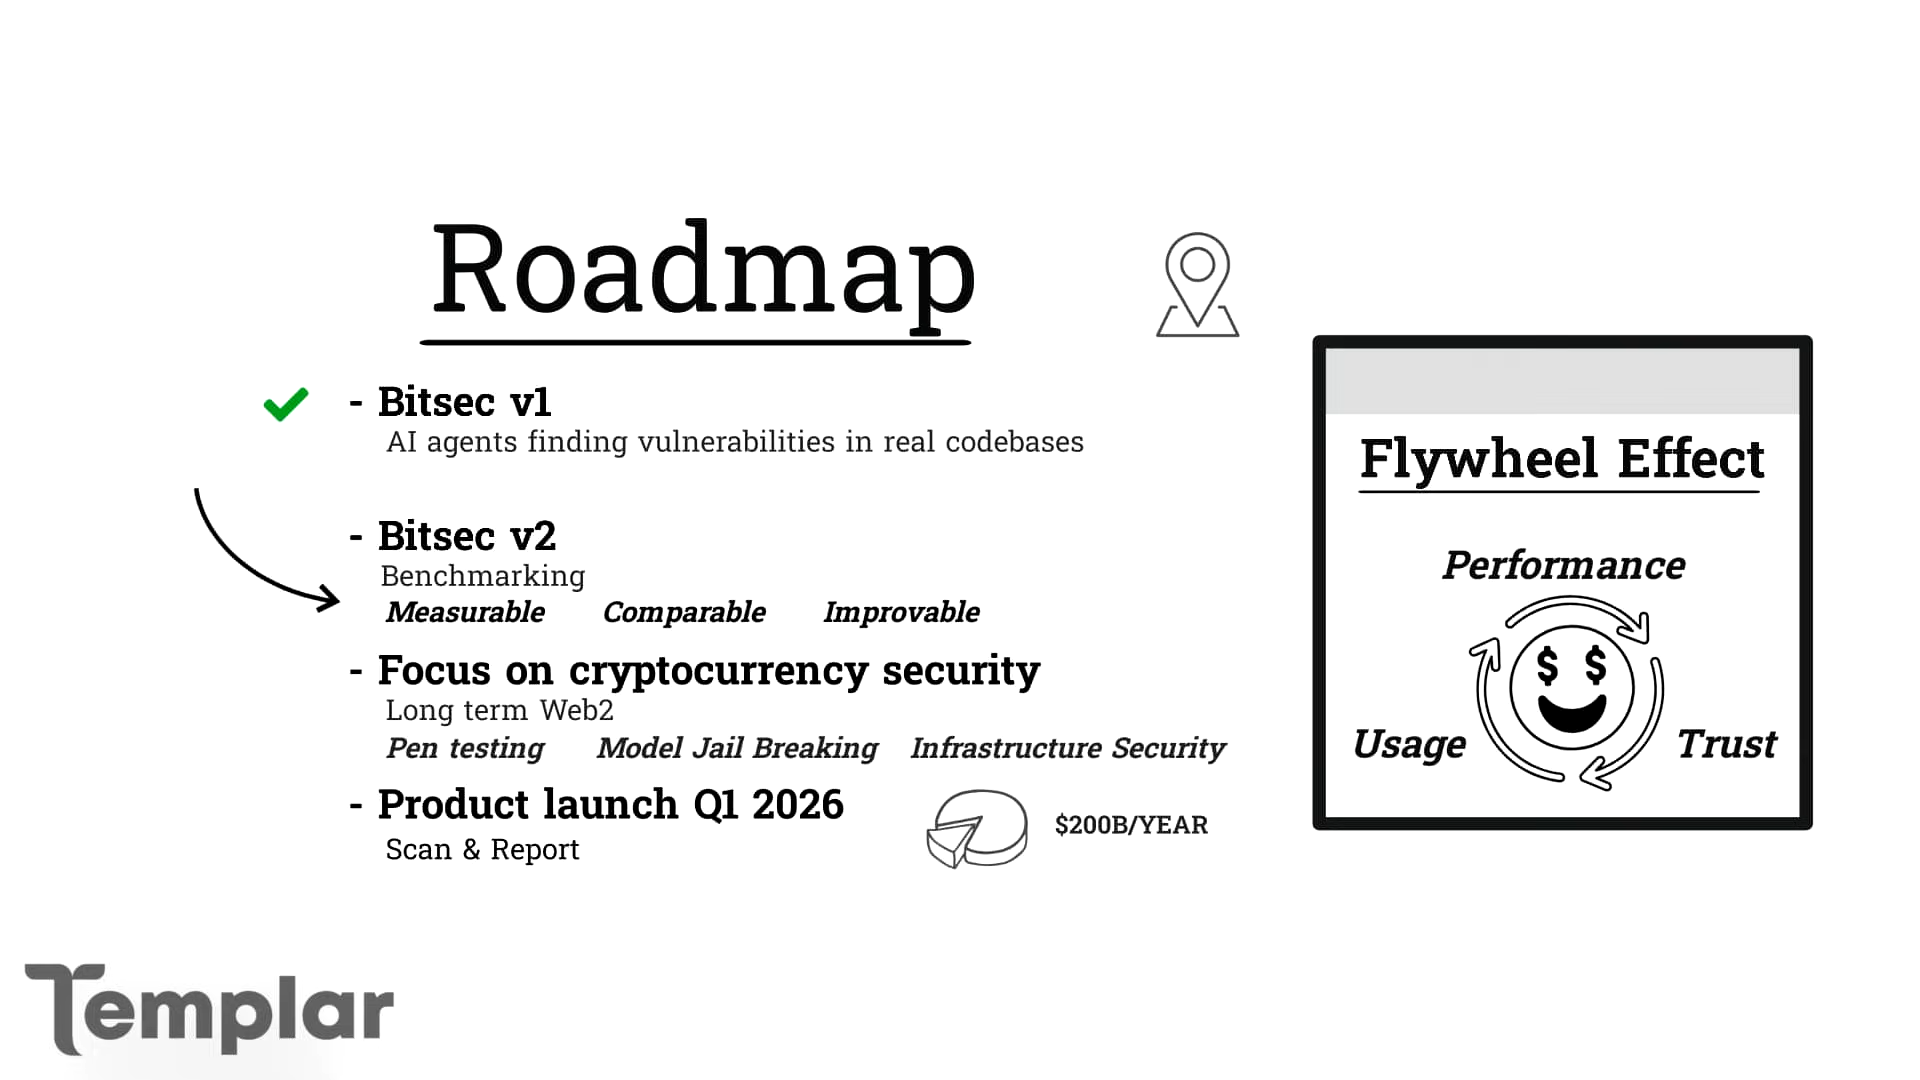 Roadmap
- Bitsec v1
AI agents finding vulnerabilities in real codebases
- Bitsec v2
Benchmarking
Measurable Comparable Improvable
- Focus on cryptocurrency security
Long term Web2
Pen testing Model Jail Breaking Infrastructure Security
- Product launch Q1 2026
Scan & Report
$200B/YEAR
Flywheel Effect
Performance
$ $
Usage Trust
Templar